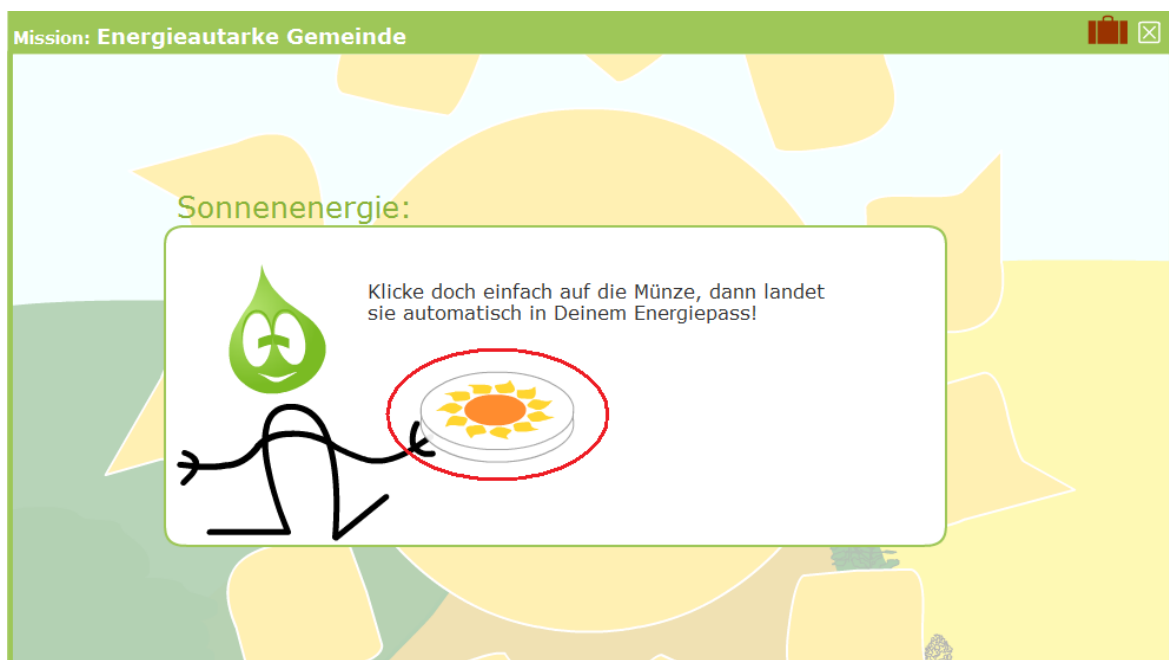 Mission: Energieautarke Gemeinde
Sonnenenergie:
Klicke doch einfach auf die Münze, dann landet
sie automatisch in Deinem Energiepass!